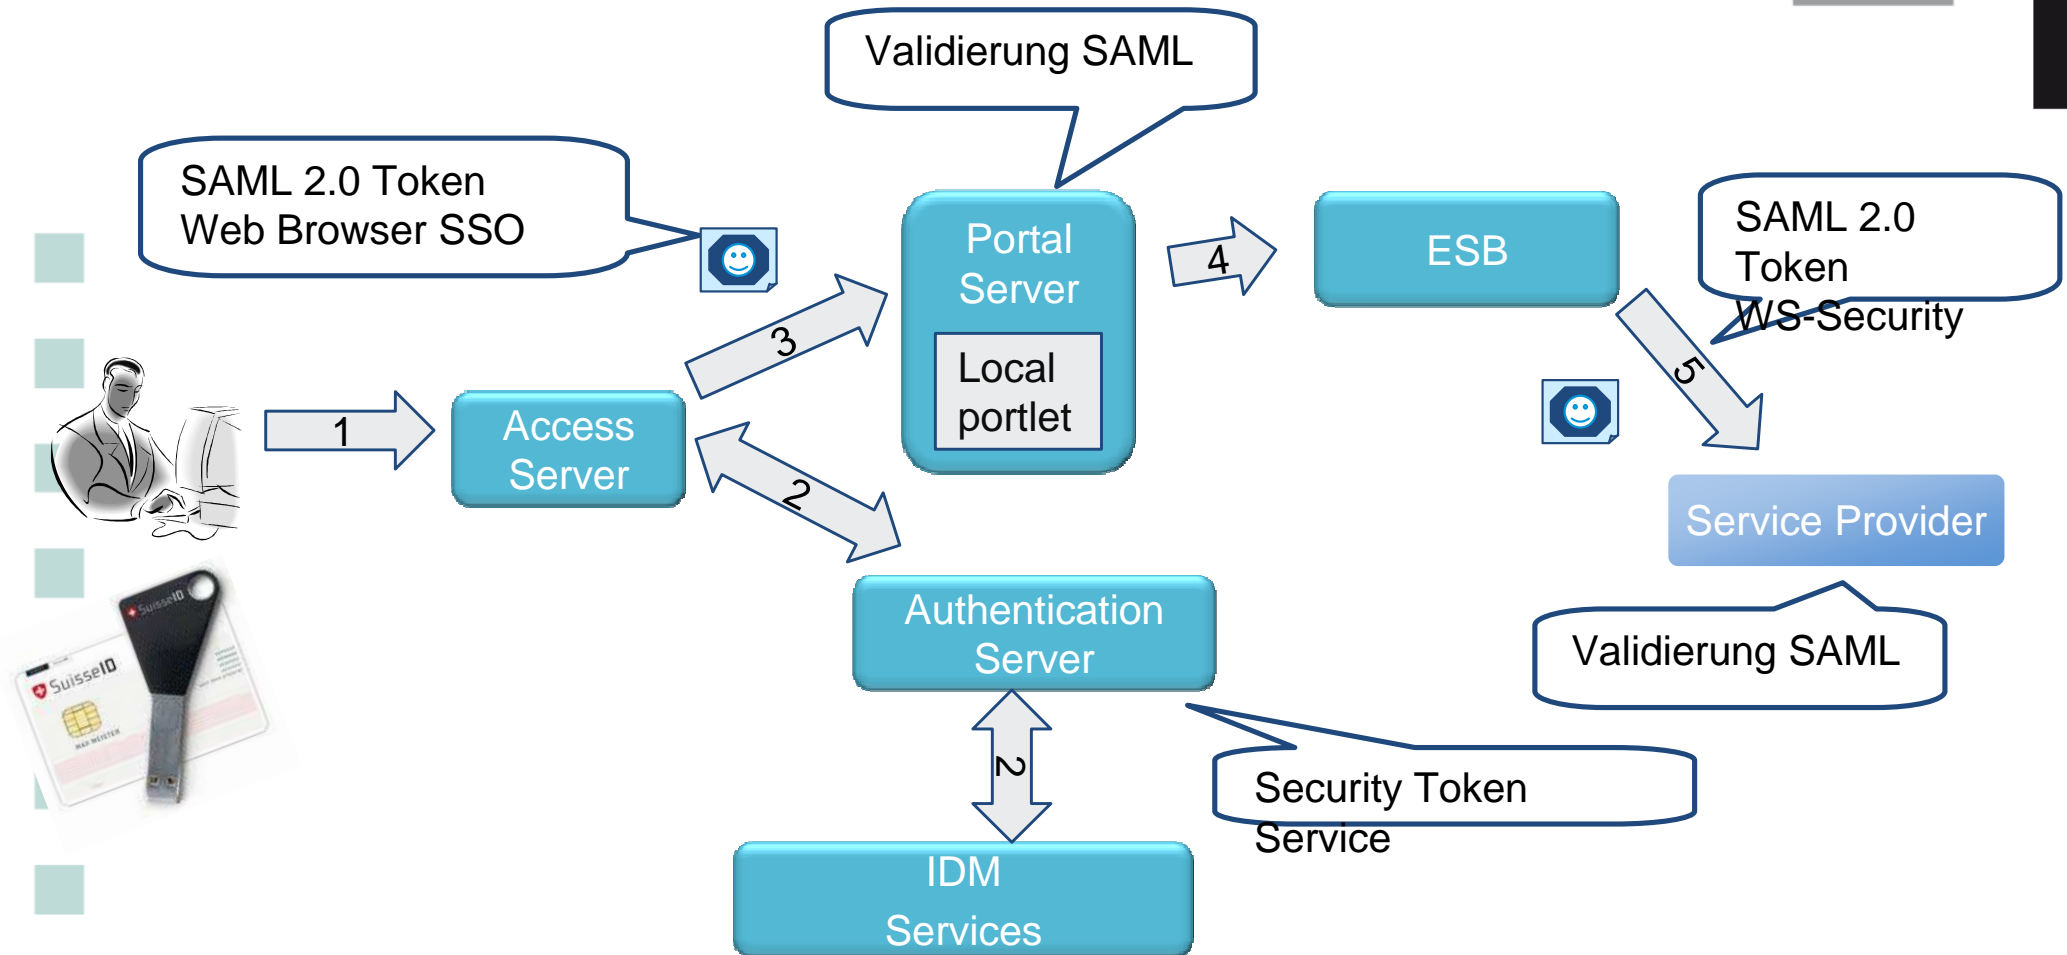 Validierung SAML
SAML 2.0 Token
Web Browser SSO
Portal
Server
Local
portlet
4
ESB
SAML 2.0
Token
WS-Security
3
1
Access
Server
2
5
Service Provider
Authentication
Server
Validierung SAML
SuisseID
SuisseID
MAX MEISTER
2
Security Token
Service
IDM
Services